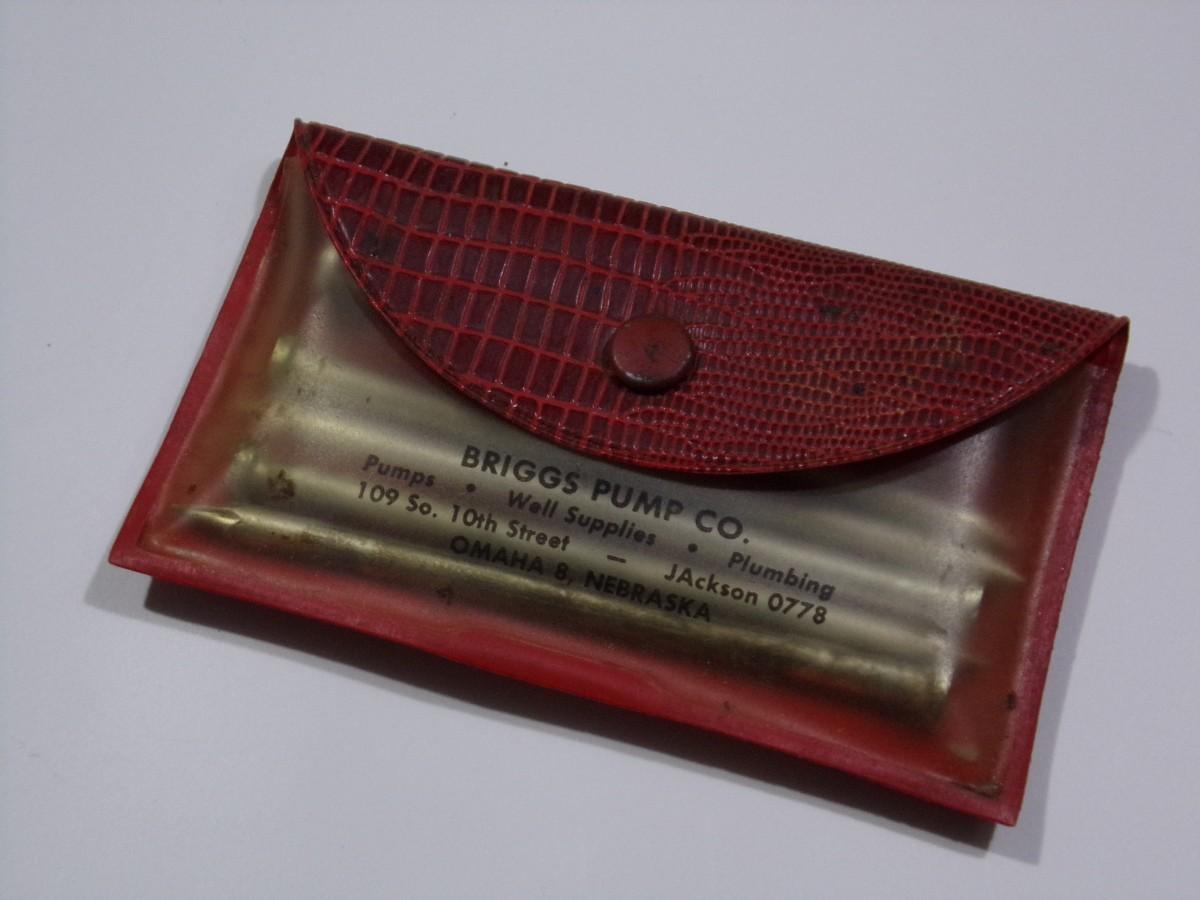 BRIGGS PUMP CO.
Pumps • Well Supplies • Plumbing
109 So. 10th Street — JAckson 0778
OMAHA 8, NEBRASKA